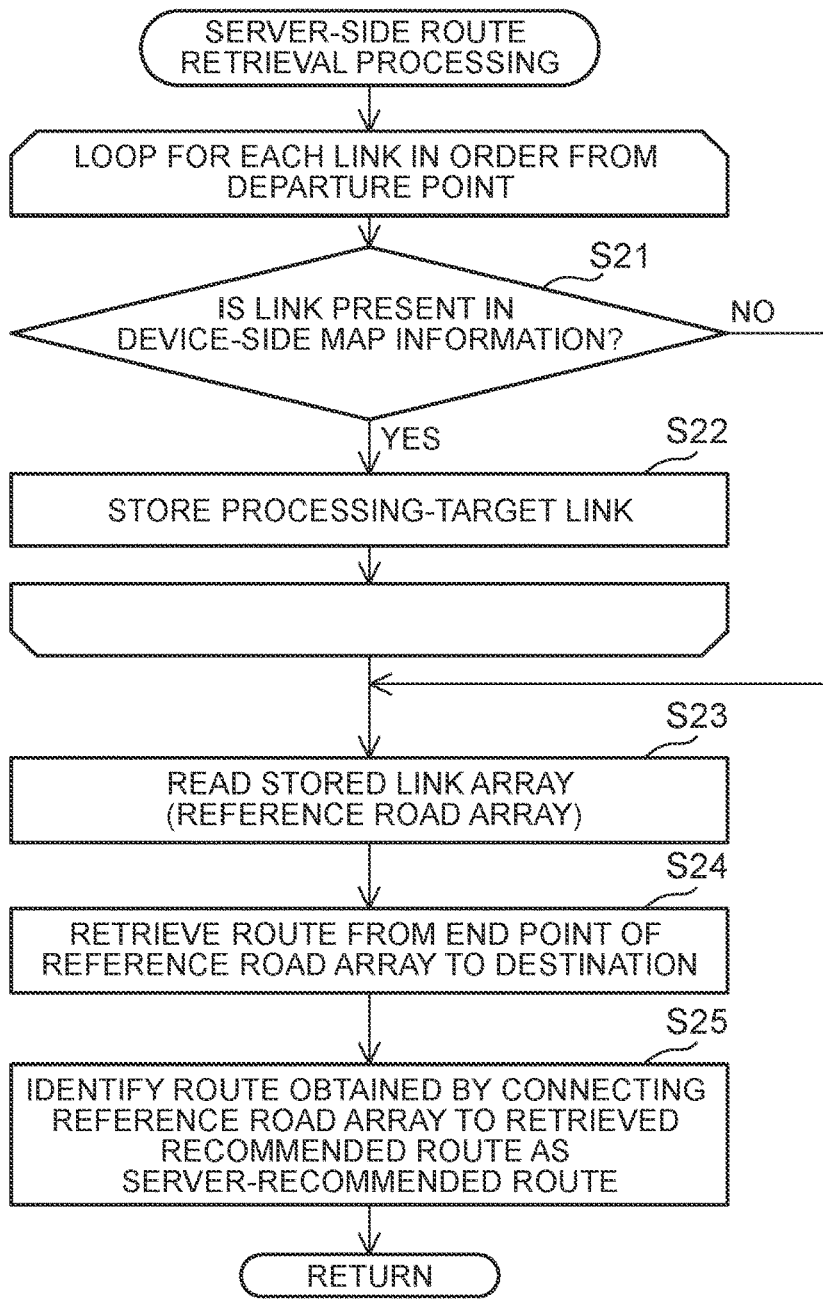 SERVER-SIDE ROUTE
RETRIEVAL PROCESSING
LOOP FOR EACH LINK IN ORDER FROM
DEPARTURE POINT
S21
IS LINK PRESENT IN
DEVICE-SIDE MAP INFORMATION?
NO
YES
S22
STORE PROCESSING-TARGET LINK
S23
READ STORED LINK ARRAY
(REFERENCE ROAD ARRAY)
S24
RETRIEVE ROUTE FROM END POINT OF
REFERENCE ROAD ARRAY TO DESTINATION
S25
IDENTIFY ROUTE OBTAINED BY CONNECTING
REFERENCE ROAD ARRAY TO RETRIEVED
RECOMMENDED ROUTE AS
SERVER-RECOMMENDED ROUTE
RETURN